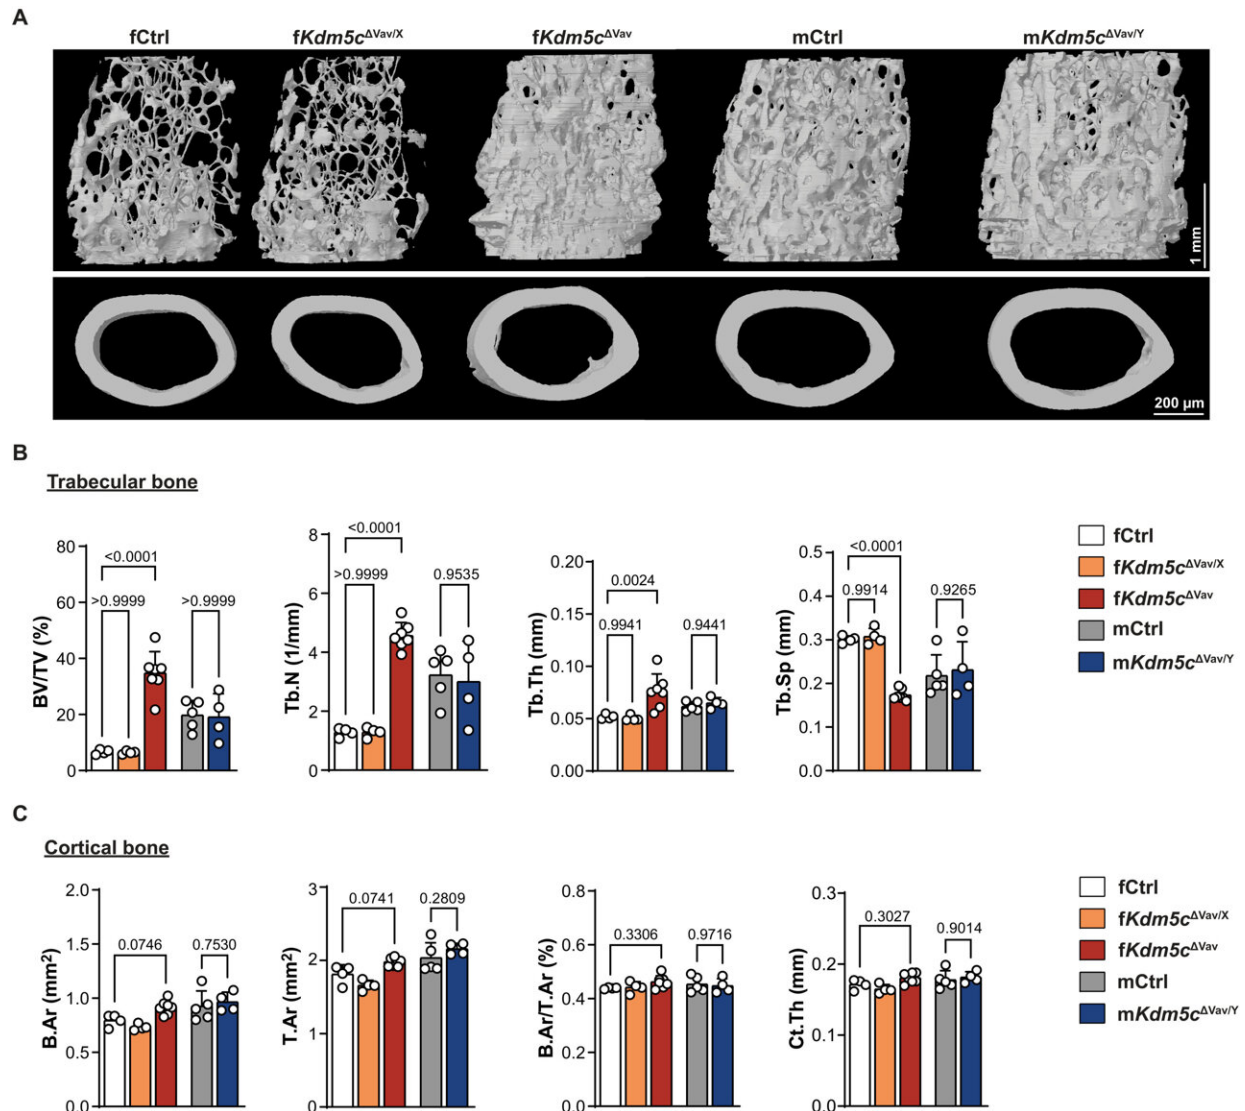 A
fCtrl fKdm5cΔVav/X fKdm5cΔVav mCtrl mKdm5cΔVav/Y
1 mm
200 µm
B
Trabecular bone
BV/TV (%)
80
60
40
20
0
<0.0001
>0.9999
>0.9999
Tb.N (1/mm)
8
6
4
2
0
<0.0001
>0.9999
0.9535
Tb.Th (mm)
0.20
0.15
0.10
0.05
0.00
0.0024
0.9941
0.9441
Tb.Sp (mm)
0.5
0.4
0.3
0.2
0.1
0.0
<0.0001
0.9914
0.9265
fCtrl
fKdm5cΔVav/X
fKdm5cΔVav
mCtrl
mKdm5cΔVav/Y
C
Cortical bone
B.Ar (mm²)
2.0
1.5
1.0
0.5
0.0
0.0746
0.7530
T.Ar (mm²)
3
2
1
0
0.0741
0.2809
B.Ar/T.Ar (%)
0.8
0.6
0.4
0.2
0.0
0.3306
0.9716
Ct.Th (mm)
0.3
0.2
0.1
0.0
0.3027
0.9014
fCtrl
fKdm5cΔVav/X
fKdm5cΔVav
mCtrl
mKdm5cΔVav/Y